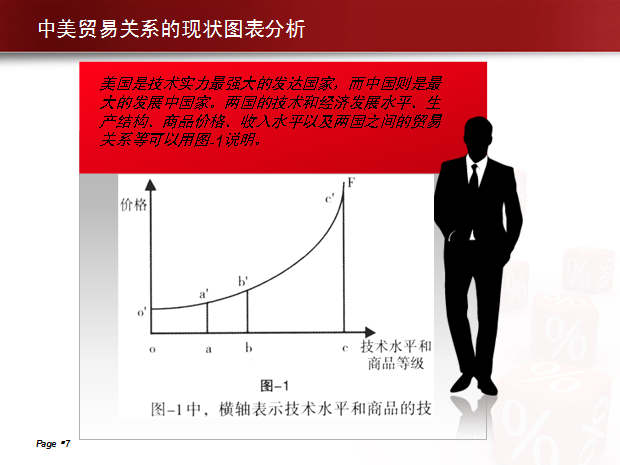 中美贸易关系的现状图表分析
美国是技术实力最强大的发达国家，而中国则是最
大的发展中国家。两国的技术和经济发展水平、生
产结构、商品价格、收入水平以及两国之间的贸易
关系等可以用图-1说明。
价格
F
c'
b'
a'
o'
o a b c
技术水平和
商品等级
图-1
图-1中，横轴表示技术水平和商品的技
Page ▪7